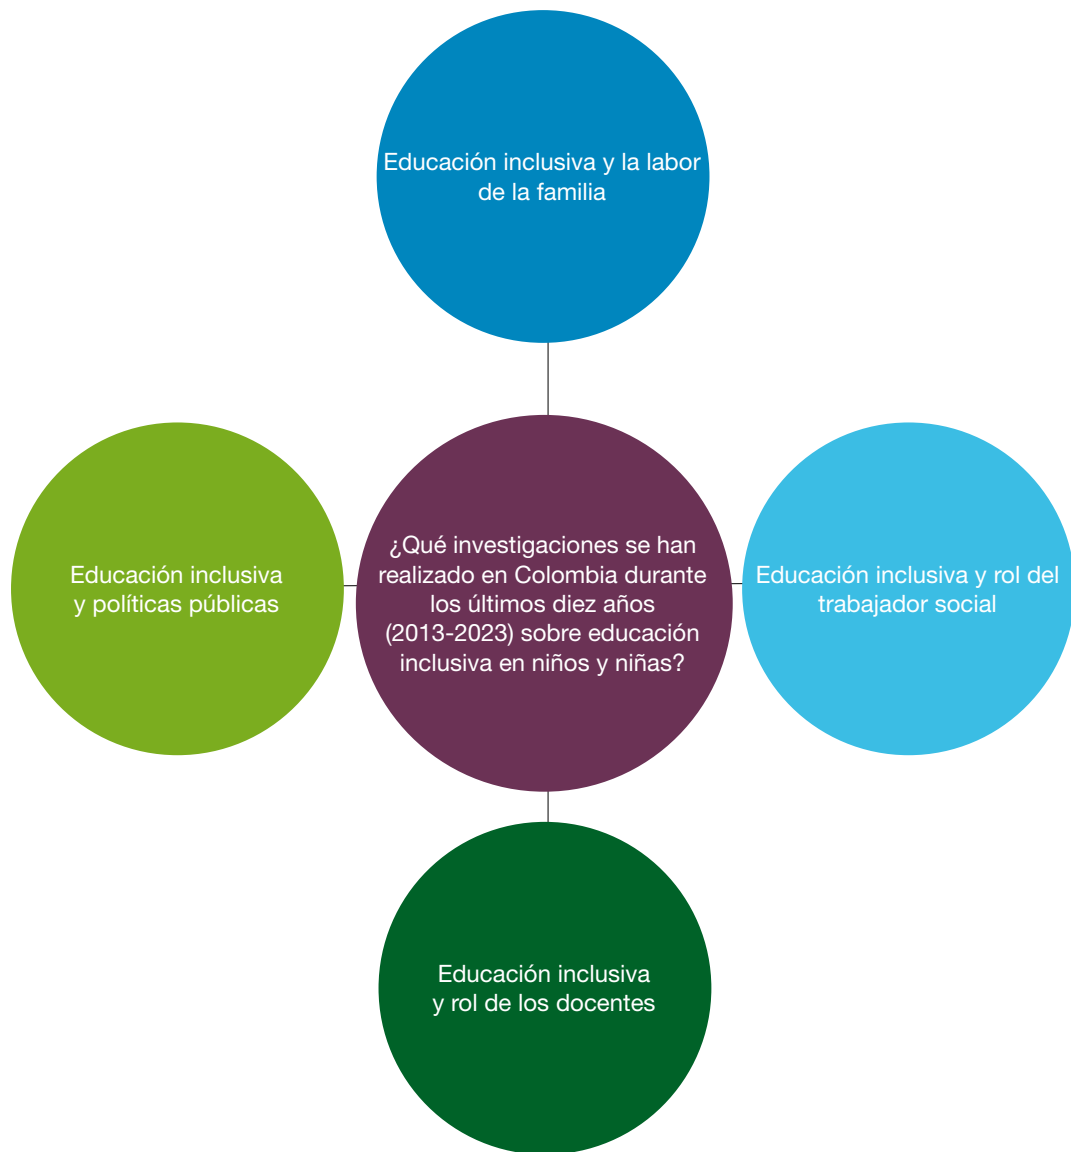 Educación inclusiva y la labor
de la familia
Educación inclusiva
y políticas públicas
¿Qué investigaciones se han
realizado en Colombia durante
los últimos diez años
(2013-2023) sobre educación
inclusiva en niños y niñas?
Educación inclusiva y rol del
trabajador social
Educación inclusiva
y rol de los docentes